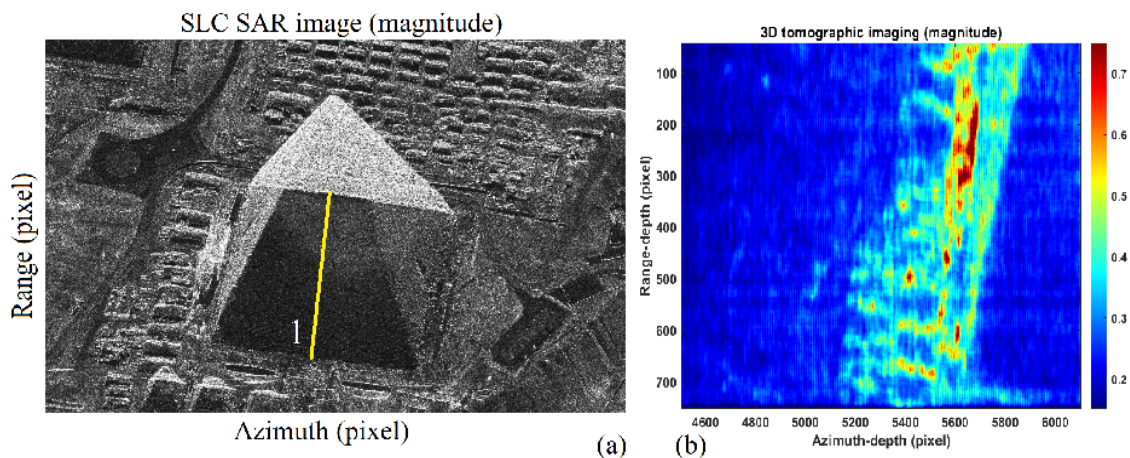 SLC SAR image (magnitude)
Range (pixel)
1
Azimuth (pixel)
(a)
3D tomographic imaging (magnitude)
Range-depth (pixel)
100
200
300
400
500
600
700
4600 4800 5000 5200 5400 5600 5800 6000
Azimuth-depth (pixel)
0.7
0.6
0.5
0.4
0.3
0.2
(b)